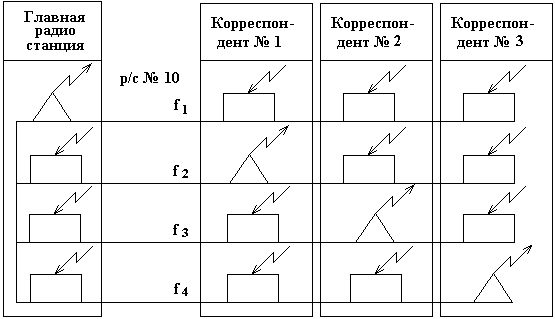 Главная
радио
станция
Корреспон-
дент № 1
Корреспон-
дент № 2
Корреспон-
дент № 3
р/с № 10
f 1
f 2
f 3
f 4